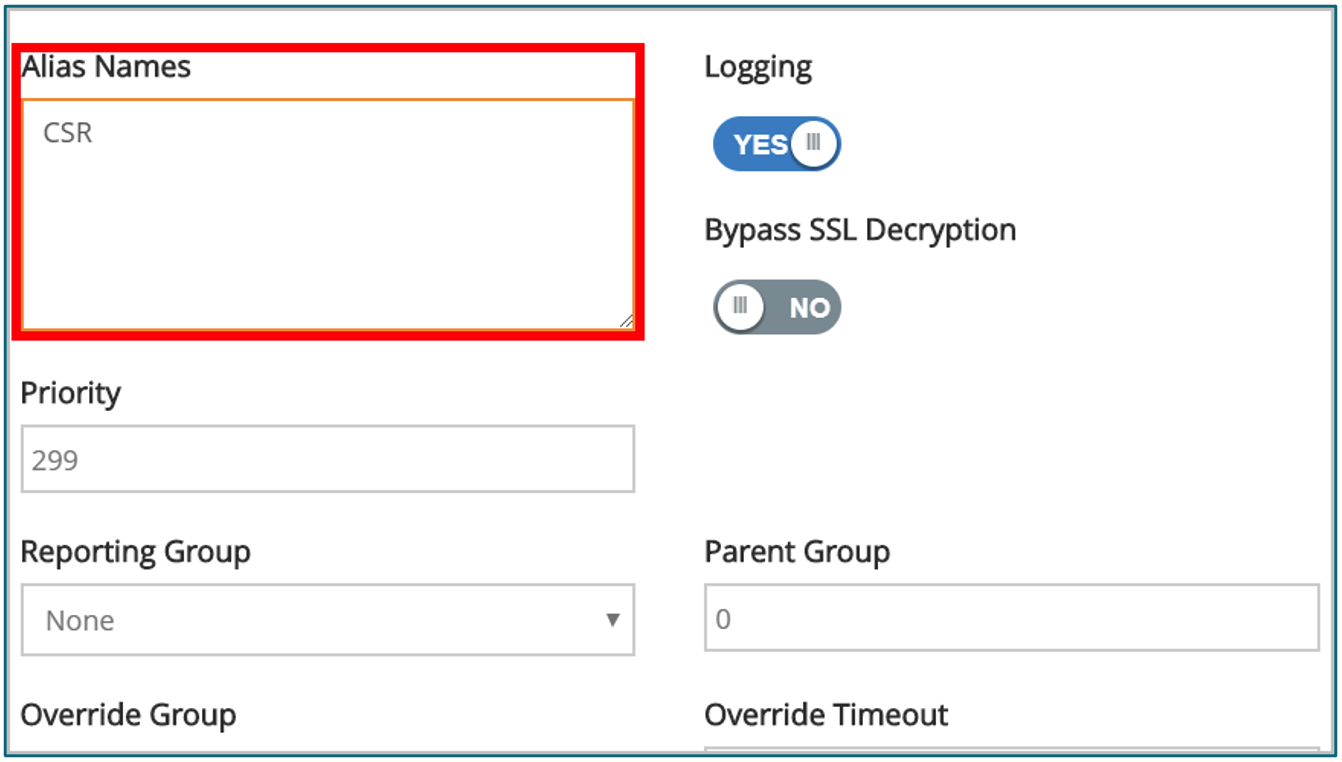 Alias Names
CSR
Logging
YES
Bypass SSL Decryption
NO
Priority
299
Reporting Group
None
Parent Group
0
Override Group
Override Timeout